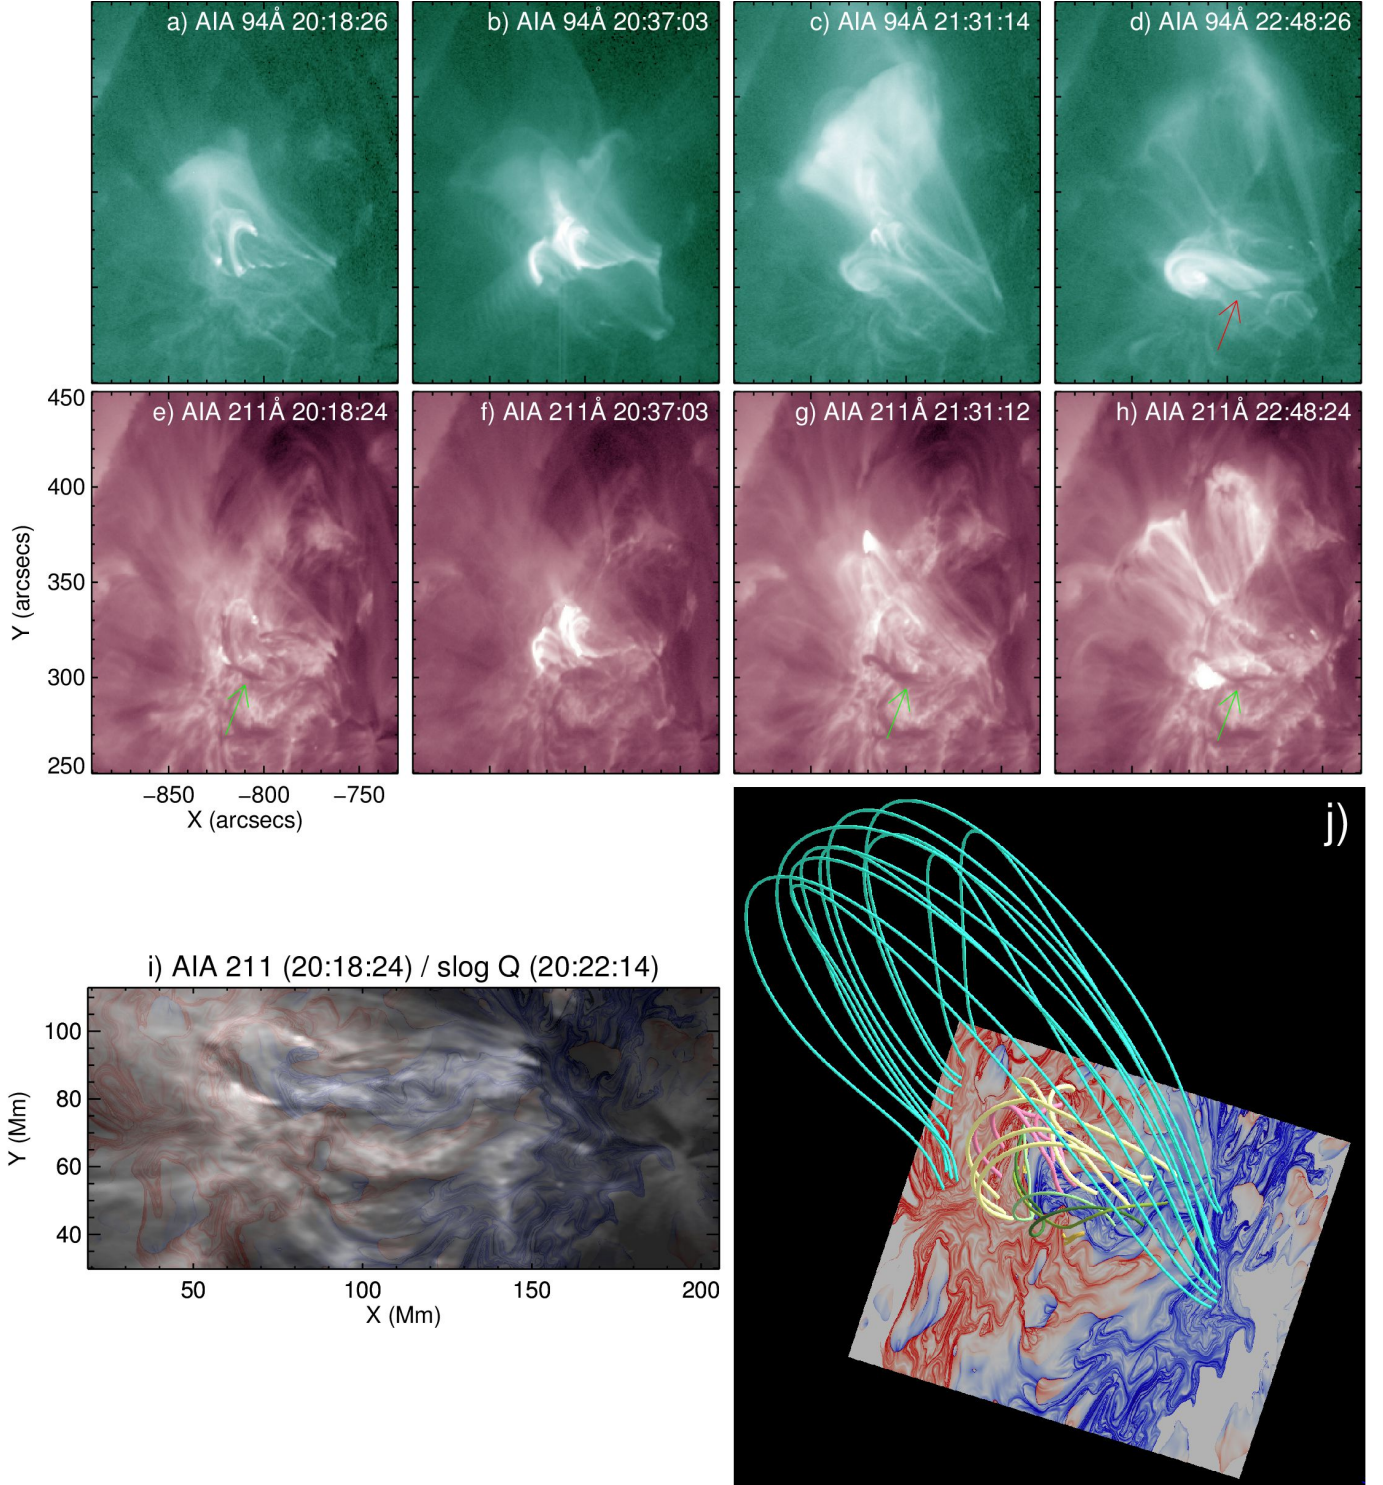 a) AIA 94Å 20:18:26
b) AIA 94Å 20:37:03
c) AIA 94Å 21:31:14
d) AIA 94Å 22:48:26
e) AIA 211Å 20:18:24
f) AIA 211Å 20:37:03
g) AIA 211Å 21:31:12
h) AIA 211Å 22:48:24
450
400
350
300
250
Y (arcsecs)
−850 −800 −750
X (arcsecs)
j)
i) AIA 211 (20:18:24) / slog Q (20:22:14)
100
80
60
40
Y (Mm)
50 100 150 200
X (Mm)